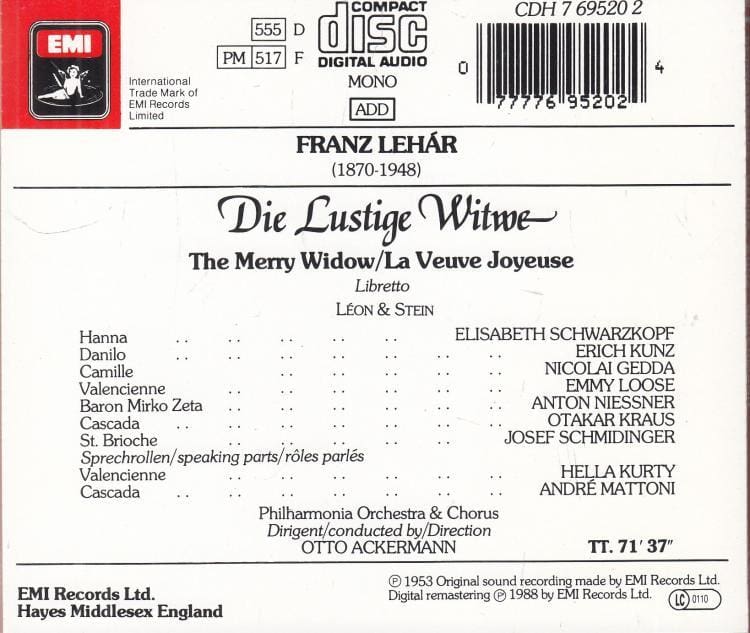 EMI
International
Trade Mark of
EMI Records
Limited
555 D
PM 517 F
COMPACT
disc
DIGITAL AUDIO
MONO
ADD
CDH 7 69520 2
0 77776 95202 4
FRANZ LEHÁR
(1870-1948)
Die Lustige Witwe
The Merry Widow/La Veuve Joyeuse
Libretto
LÉON & STEIN
Hanna .. .. .. .. .. ELISABETH SCHWARZKOPF
Danilo .. .. .. .. .. .. .. ERICH KUNZ
Camille .. .. .. .. .. NICOLAI GEDDA
Valencienne .. .. .. .. .. .. EMMY LOOSE
Baron Mirko Zeta .. .. .. .. .. .. ANTON NIESSNER
Cascada .. .. .. .. .. .. .. OTAKAR KRAUS
St. Brioche .. .. .. .. .. .. JOSEF SCHMIDINGER
Sprechrollen/speaking parts/rôles parlés
Valencienne .. .. .. .. .. .. HELLA KURTY
Cascada .. .. .. .. .. .. .. ANDRÉ MATTONI
Philharmonia Orchestra & Chorus
Dirigent/conducted by/Direction
OTTO ACKERMANN
TT. 71' 37"
EMI Records Ltd.
Hayes Middlesex England
℗ 1953 Original sound recording made by EMI Records Ltd.
Digital remastering ℗ 1988 by EMI Records Ltd.
LC 0110